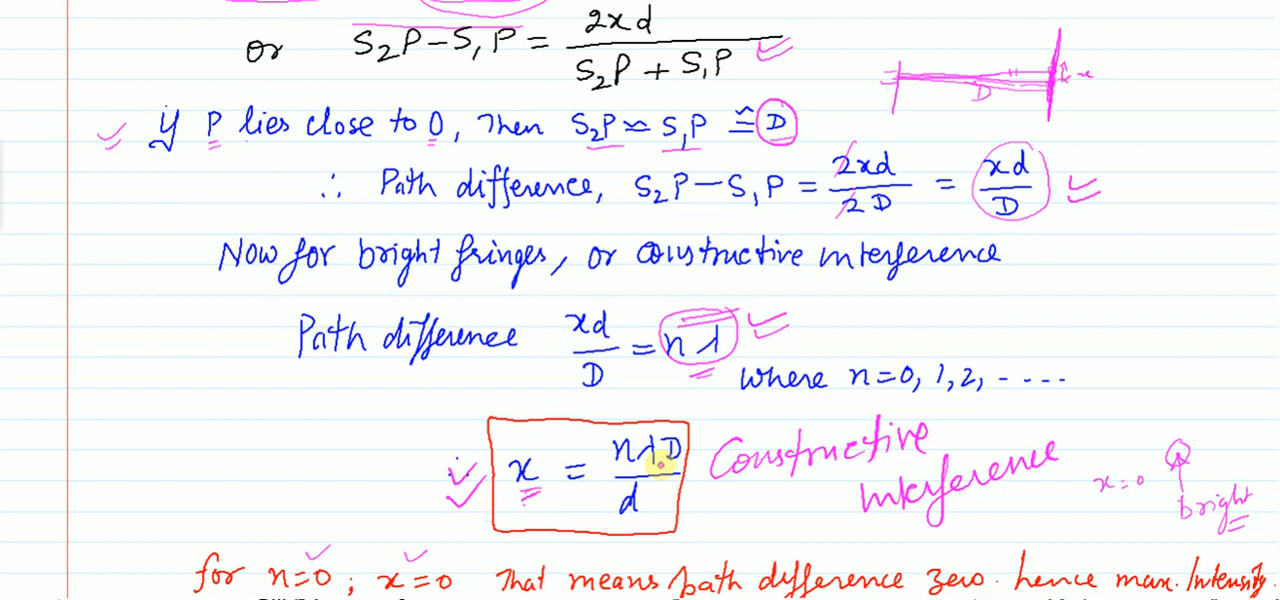 or S₂P-S₁P = 2xd / S₂P + S₁P
D x
If P lies close to O, Then S₂P ≈ S₁P ≅ D
∴ Path difference, S₂P-S₁P = 2xd / 2D = xd / D
Now for bright fringes, or constructive interference
Path difference xd / D = nλ
where n=0, 1, 2, - ----
x = nλD / d Constructive
interference x=0
bright
for n=0; x=0 That means path difference zero. hence max. Intensity.